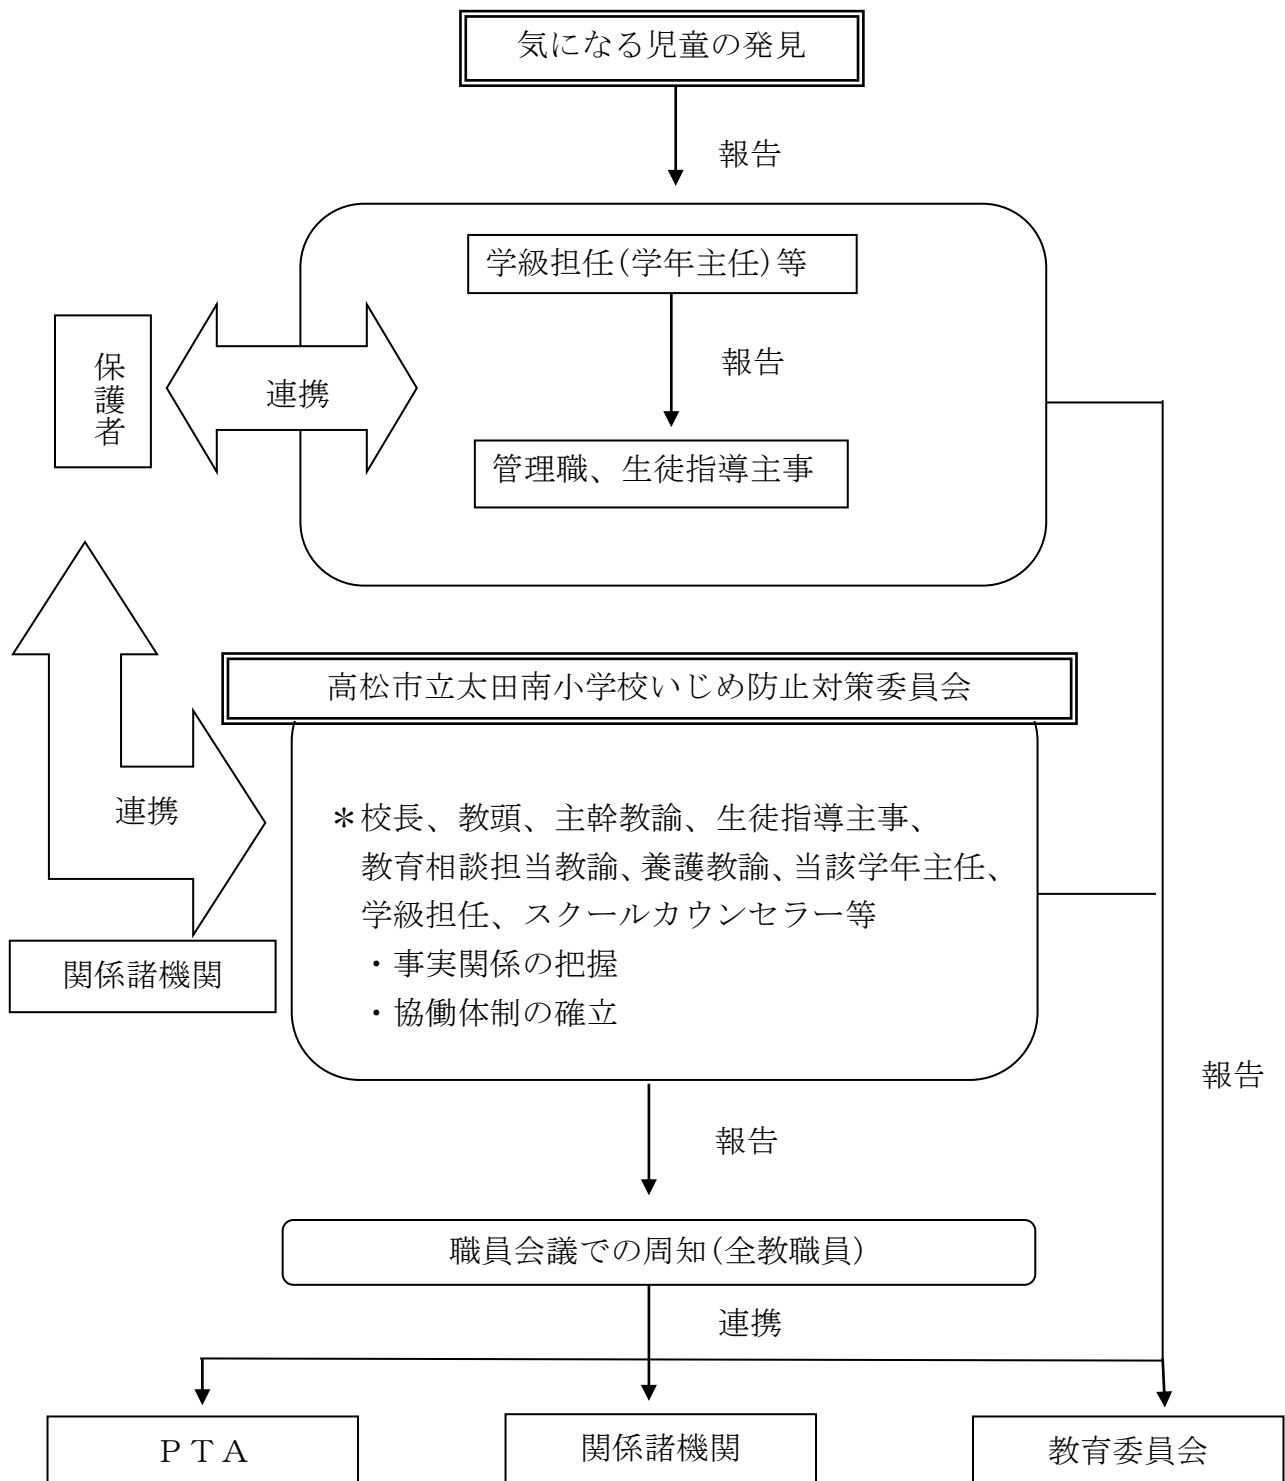 気になる児童の発見
報告
学級担任(学年主任)等
報告
保護者
連携
管理職、生徒指導主事
高松市立太田南小学校いじめ防止対策委員会
連携
＊校長、教頭、主幹教諭、生徒指導主事、
教育相談担当教諭、養護教諭、当該学年主任、
学級担任、スクールカウンセラー等
・事実関係の把握
・協働体制の確立
関係諸機関
報告
報告
職員会議での周知(全教職員)
連携
ＰＴＡ
関係諸機関
教育委員会